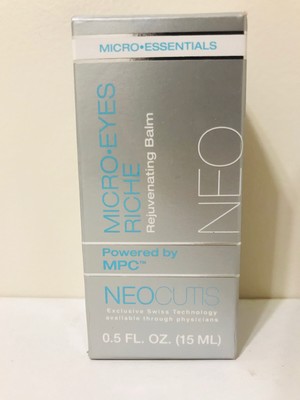 MICRO•ESSENTIALS
MICRO•EYES
RICHE
Rejuvenating Balm
NEO
Powered by
MPC™
NEOCUTIS®
Exclusive Swiss Technology
available through physicians
0.5 FL. OZ. (15 ML)